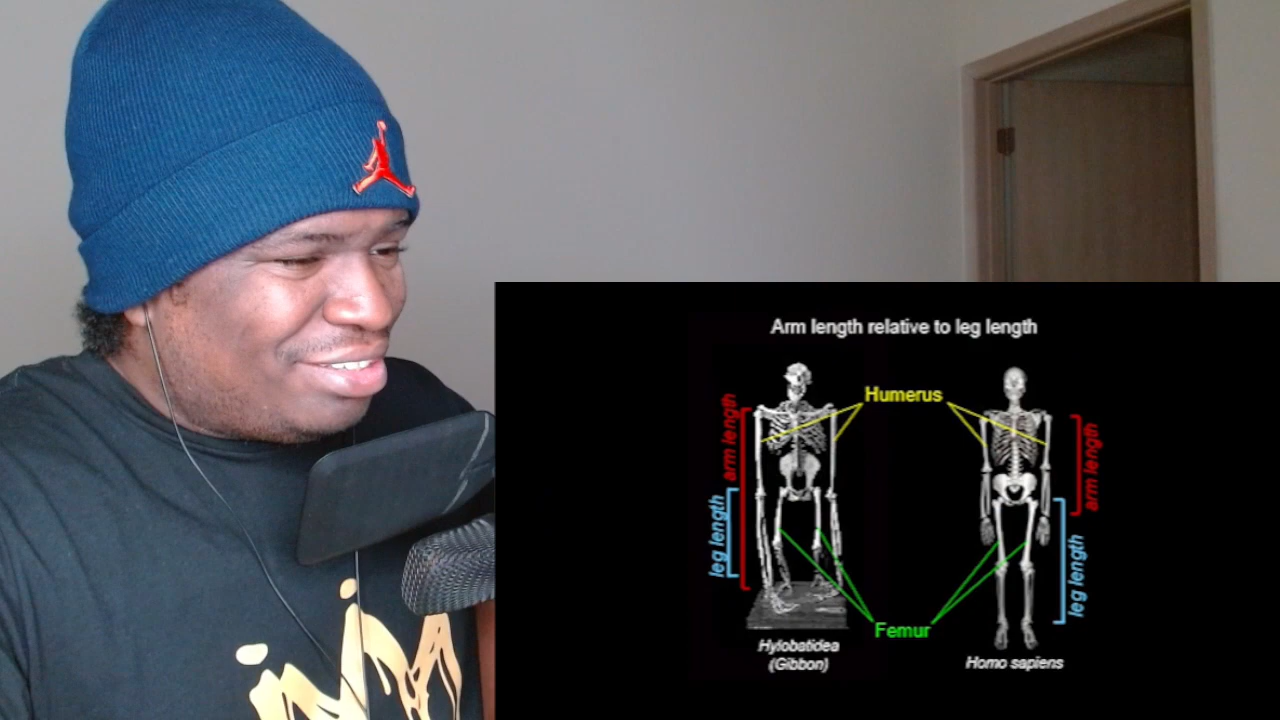 Arm length relative to leg length
Humerus
arm length
leg length
arm length
leg length
Femur
Hylobatidea
(Gibbon)
Homo sapiens